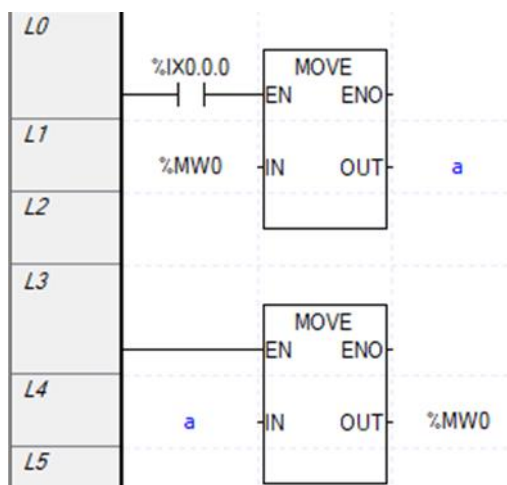 L0
%IX0.0.0 MOVE
EN ENO
L1
%MW0 IN OUT a
L2
L3
MOVE
EN ENO
L4
a IN OUT %MW0
L5